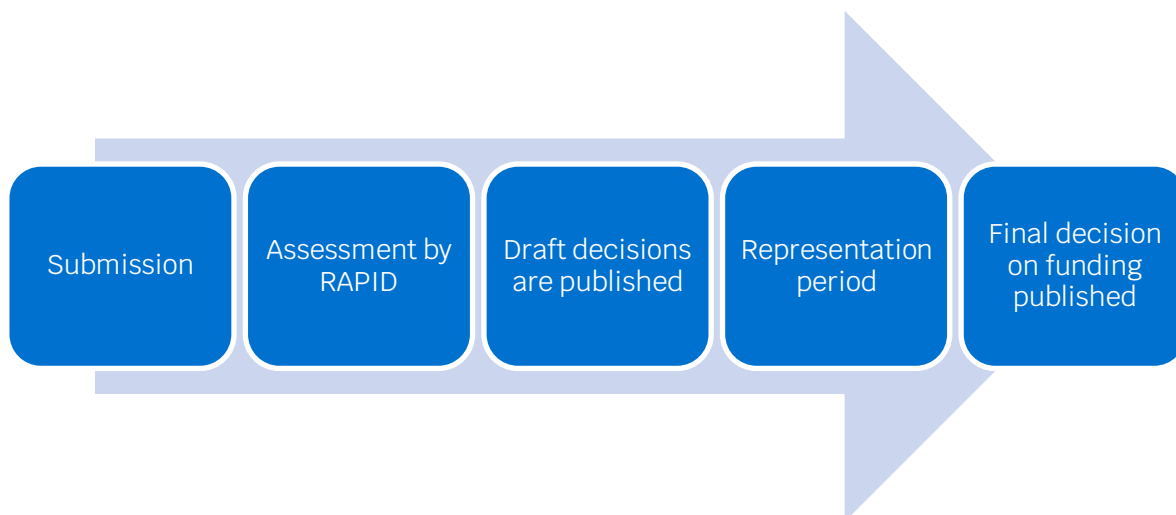 Submission
Assessment by
RAPID
Draft decisions
are published
Representation
period
Final decision
on funding
published